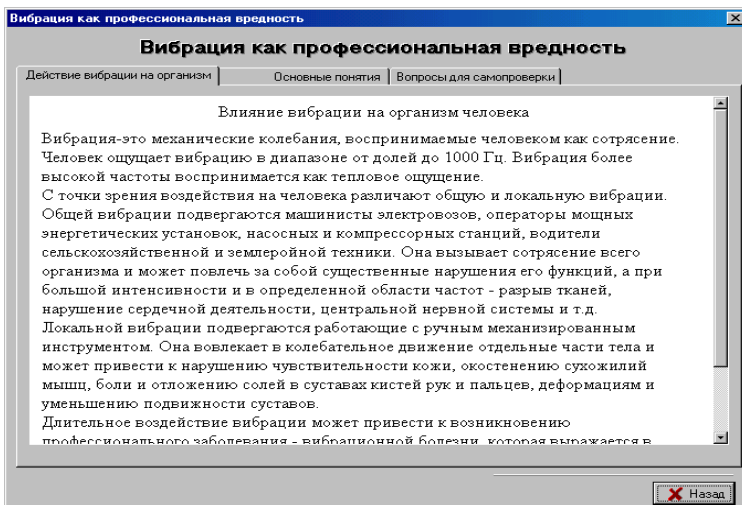 Вибрация как профессиональная вредность
Вибрация как профессиональная вредность
Действие вибрации на организм Основные понятия Вопросы для самопроверки
Влияние вибрации на организм человека
Вибрация-это механические колебания, воспринимаемые человеком как сотрясение.
Человек ощущает вибрацию в диапазоне от долей до 1000 Гц. Вибрация более
высокой частоты воспринимается как тепловое ощущение.
С точки зрения воздействия на человека различают общую и локальную вибрации.
Общей вибрации подвергаются машинисты электровозов, операторы мощных
энергетических установок, насосных и компрессорных станций, водители
сельскохозяйственной и землеройной техники. Она вызывает сотрясение всего
организма и может повлечь за собой существенные нарушения его функций, а при
большой интенсивности и в определенной области частот - разрыв тканей,
нарушение сердечной деятельности, центральной нервной системы и т.д.
Локальной вибрации подвергаются работающие с ручным механизированным
инструментом. Она вовлекает в колебательное движение отдельные части тела и
может привести к нарушению чувствительности кожи, окостенению сухожилий
мышц, боли и отложению солей в суставах кистей рук и пальцев, деформациям и
уменьшению подвижности суставов.
Длительное воздействие вибрации может привести к возникновению
профессионального заболевания - вибрационной болезни, которая выражается в
Назад